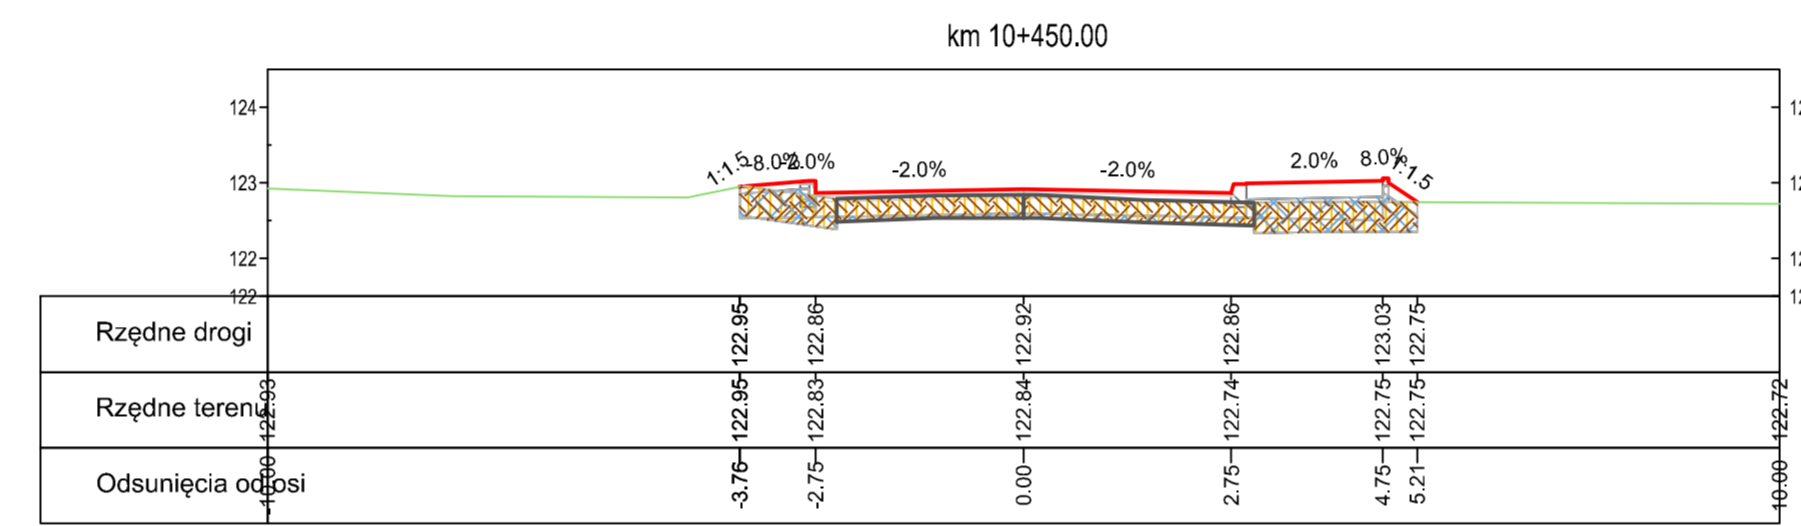 km 10+450.00
124
123
122
122
1:1.5 -8.0% -2.0% -2.0% -2.0% 2.0% 8.0% 1:1.5
Rzędne drogi 122.95 122.86 122.92 122.86 123.03 122.75
Rzędne terenu 122.93 122.95 122.83 122.84 122.74 122.75 122.75 122.72
Odsunięcia od osi -10.00 -3.76 -2.75 0.00 2.75 4.75 5.21 10.00